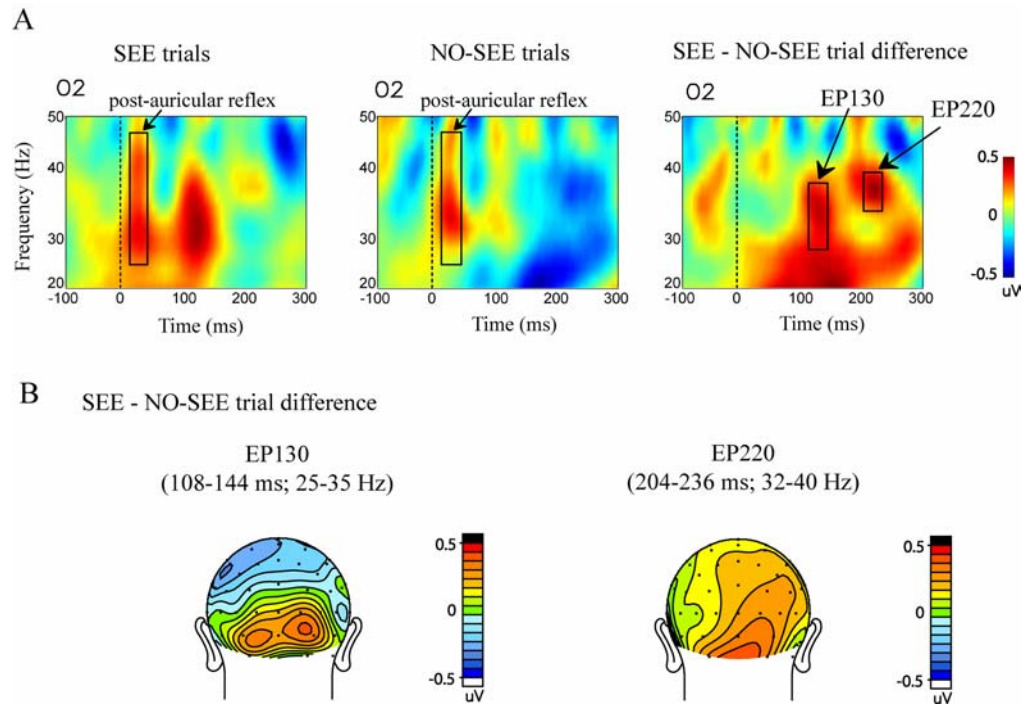 A
SEE trials
NO-SEE trials
SEE - NO-SEE trial difference
O2
post-auricular reflex
O2
post-auricular reflex
O2
EP130
EP220
Frequency (Hz)
50
40
30
20
-100 0 100 200 300
Time (ms)
50
40
30
20
-100 0 100 200 300
Time (ms)
50
40
30
20
-100 0 100 200 300
Time (ms)
0.5
0
-0.5
uV
B
SEE - NO-SEE trial difference
EP130
(108-144 ms; 25-35 Hz)
EP220
(204-236 ms; 32-40 Hz)
0.5
0
-0.5
uV
0.5
0
-0.5
uV